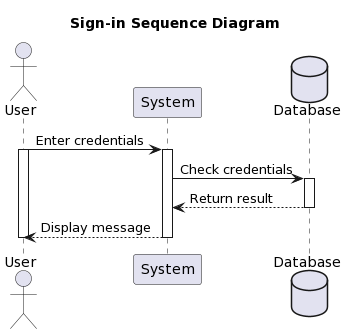 Sign-in Sequence Diagram
User
System
Database
Enter credentials
Check credentials
Return result
Display message
User
System
Database